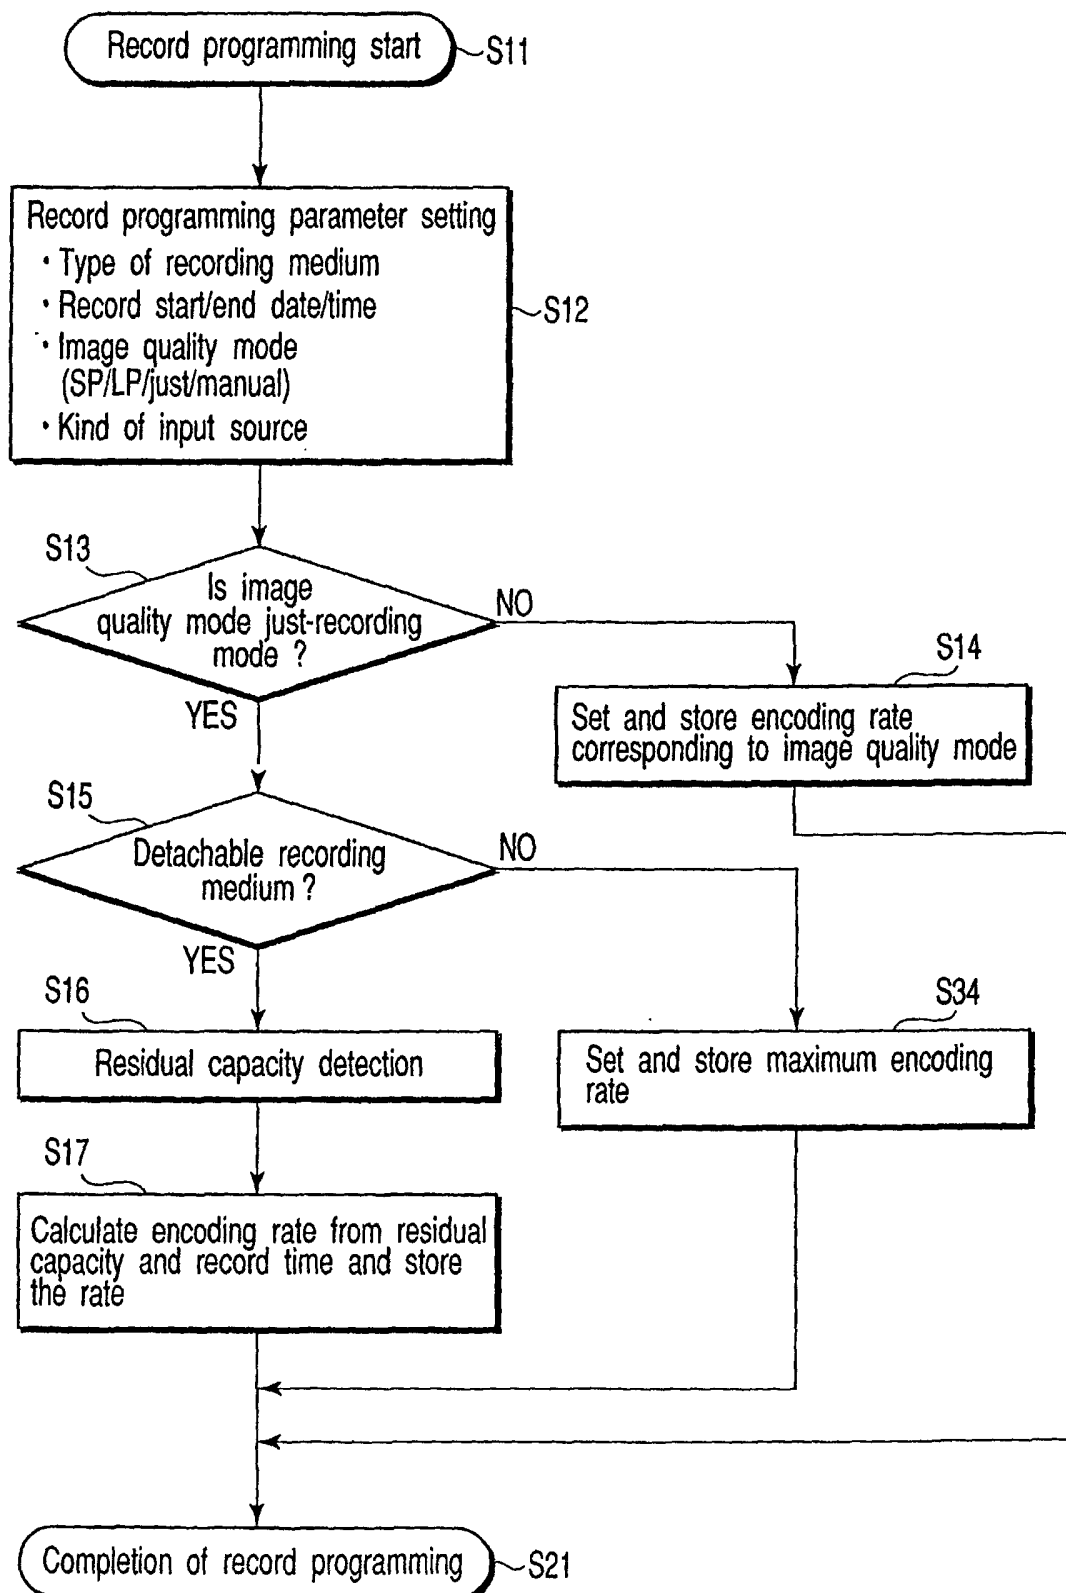 Record programming start
S11
Record programming parameter setting
・Type of recording medium
・Record start/end date/time
・Image quality mode
(SP/LP/just/manual)
・Kind of input source
S12
S13
Is image
quality mode just-recording
mode ?
NO
YES
S14
Set and store encoding rate
corresponding to image quality mode
S15
Detachable recording
medium ?
NO
YES
S16
Residual capacity detection
S34
Set and store maximum encoding
rate
S17
Calculate encoding rate from residual
capacity and record time and store
the rate
Completion of record programming
S21